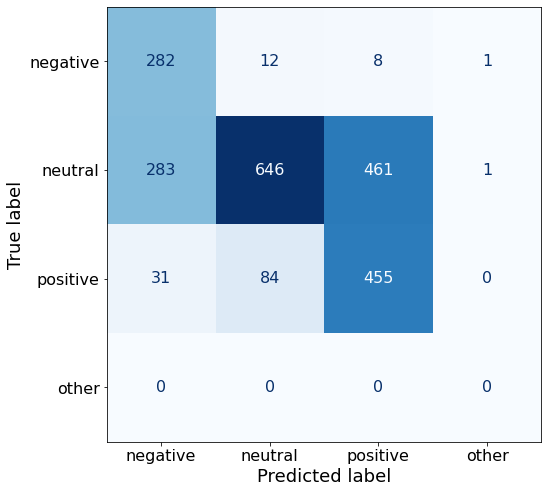 negative 282 12 8 1
neutral 283 646 461 1
positive 31 84 455 0
other 0 0 0 0
negative neutral positive other
Predicted label
True label